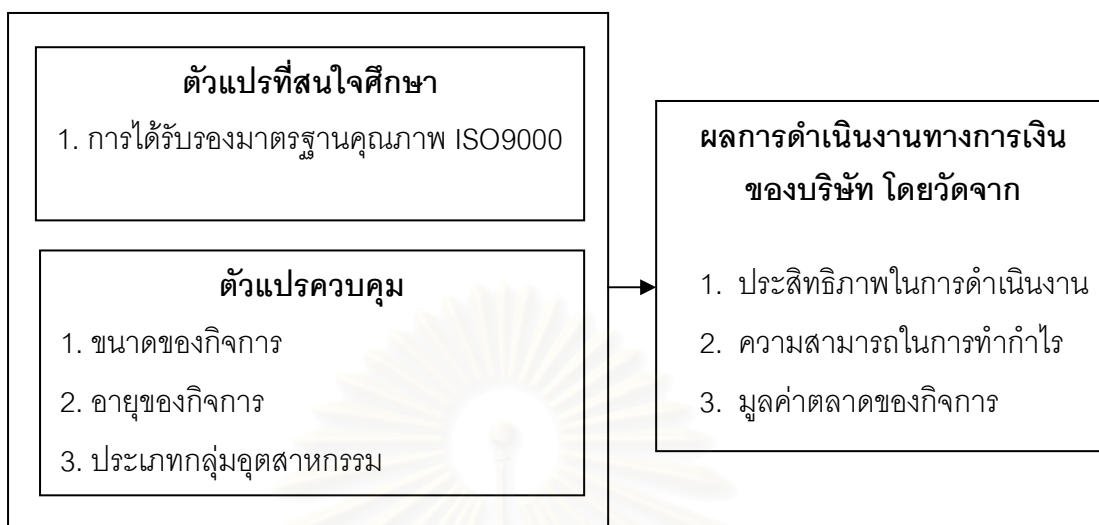 ตัวแปรที่สนใจศึกษา
1. การได้รับรองมาตรฐานคุณภาพ ISO9000
ตัวแปรควบคุม
1. ขนาดของกิจการ
2. อายุของกิจการ
3. ประเภทกลุ่มอุตสาหกรรม
ผลการดำเนินงานทางการเงิน
ของบริษัท โดยวัดจาก
1. ประสิทธิภาพในการดำเนินงาน
2. ความสามารถในการทำกำไร
3. มูลค่าตลาดของกิจการ